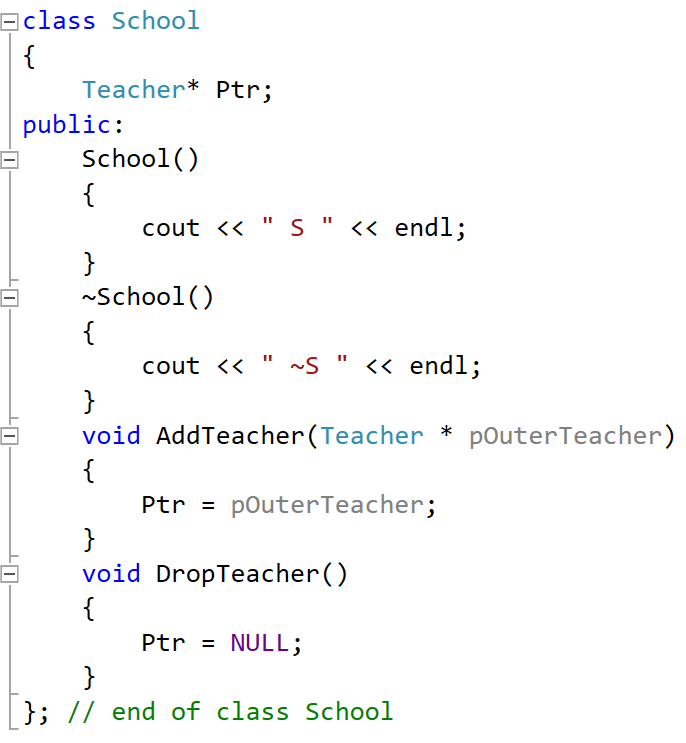 class School
{
    Teacher* Ptr;
public:
    School()
    {
        cout << " S " << endl;
    }
    ~School()
    {
        cout << " ~S " << endl;
    }
    void AddTeacher(Teacher * pOuterTeacher)
    {
        Ptr = pOuterTeacher;
    }
    void DropTeacher()
    {
        Ptr = NULL;
    }
}; // end of class School